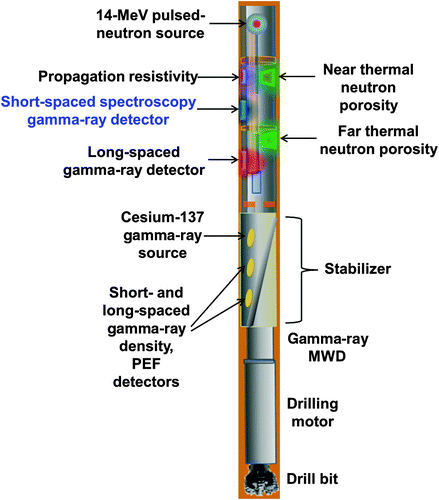 14-MeV pulsed-
neutron source
Propagation resistivity
Near thermal
neutron
porosity
Short-spaced spectroscopy
gamma-ray detector
Far thermal
neutron porosity
Long-spaced
gamma-ray detector
Cesium-137
gamma-ray
source
Stabilizer
Short- and
long-spaced
gamma-ray
density,
PEF
detectors
Gamma-ray
MWD
Drilling
motor
Drill bit